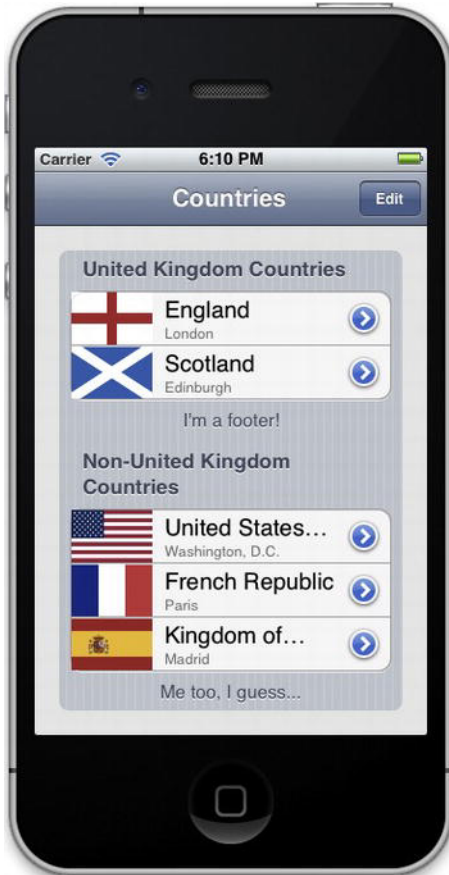 Carrier 6:10 PM
Countries Edit
United Kingdom Countries
England
London
Scotland
Edinburgh
I'm a footer!
Non-United Kingdom
Countries
United States...
Washington, D.C.
French Republic
Paris
Kingdom of...
Madrid
Me too, I guess...